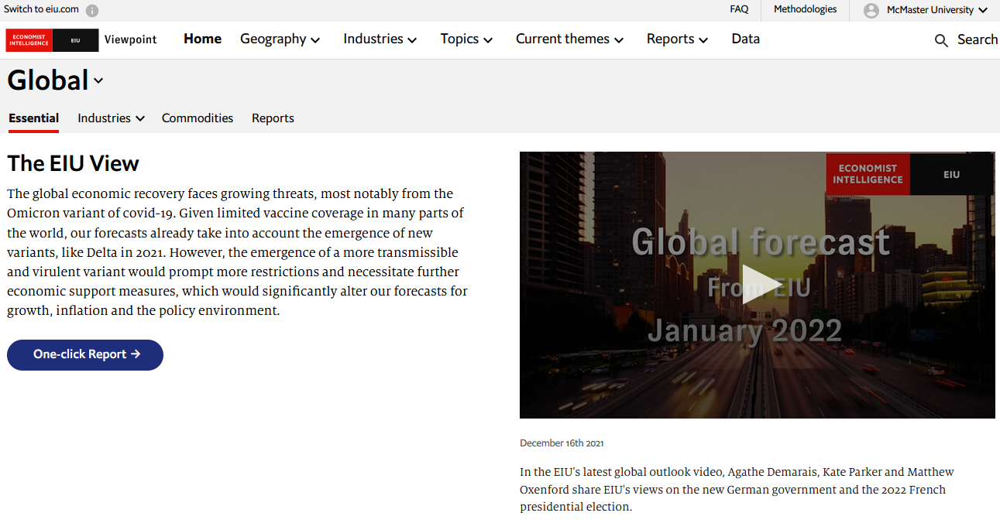 Switch to eiu.com i
FAQ
Methodologies
McMaster University
ECONOMIST
INTELLIGENCE
EIU
Viewpoint
Home
Geography
Industries
Topics
Current themes
Reports
Data
Search
Global
Essential
Industries
Commodities
Reports
The EIU View
The global economic recovery faces growing threats, most notably from the
Omicron variant of covid-19. Given limited vaccine coverage in many parts of
the world, our forecasts already take into account the emergence of new
variants, like Delta in 2021. However, the emergence of a more transmissible
and virulent variant would prompt more restrictions and necessitate further
economic support measures, which would significantly alter our forecasts for
growth, inflation and the policy environment.
One-click Report →
ECONOMIST
INTELLIGENCE
EIU
Global forecast
From EIU
January 2022
December 16th 2021
In the EIU's latest global outlook video, Agathe Demarais, Kate Parker and Matthew
Oxenford share EIU's views on the new German government and the 2022 French
presidential election.